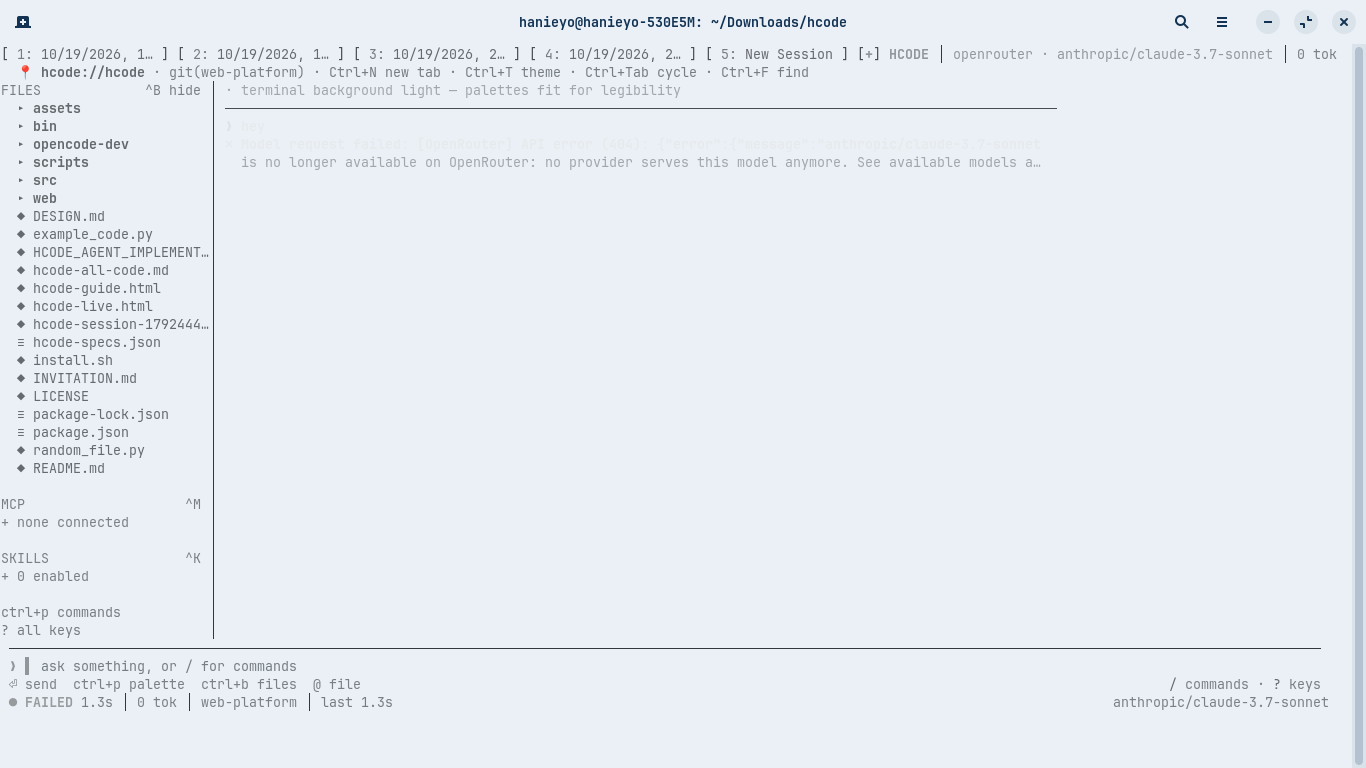 hanieyo@hanieyo-530E5M: ~/Downloads/hcode
[ 1: 10/19/2026, 1… ] [ 2: 10/19/2026, 1… ] [ 3: 10/19/2026, 2… ] [ 4: 10/19/2026, 2… ] [ 5: New Session ] [+] HCODE │ openrouter · anthropic/claude-3.7-sonnet │ 0 tok
📍 hcode://hcode · git(web-platform) · Ctrl+N new tab · Ctrl+T theme · Ctrl+Tab cycle · Ctrl+F find
FILES ^B hide
▸ assets
▸ bin
▸ opencode-dev
▸ scripts
▸ src
▸ web
◆ DESIGN.md
◆ example_code.py
◆ HCODE_AGENT_IMPLEMENT…
◆ hcode-all-code.md
◆ hcode-guide.html
◆ hcode-live.html
◆ hcode-session-1792444…
≡ hcode-specs.json
◆ install.sh
◆ INVITATION.md
◆ LICENSE
≡ package-lock.json
≡ package.json
◆ random_file.py
◆ README.md
MCP ^M
+ none connected
SKILLS ^K
+ 0 enabled
ctrl+p commands
? all keys
· terminal background light — palettes fit for legibility
❯ hey
Model request failed: [OpenRouter] API error (404): {"error":{"message":"anthropic/claude-3.7-sonnet
is no longer available on OpenRouter: no provider serves this model anymore. See available models a…
❯ ask something, or / for commands
⏎ send ctrl+p palette ctrl+b files @ file / commands · ? keys
● FAILED 1.3s │ 0 tok │ web-platform │ last 1.3s anthropic/claude-3.7-sonnet